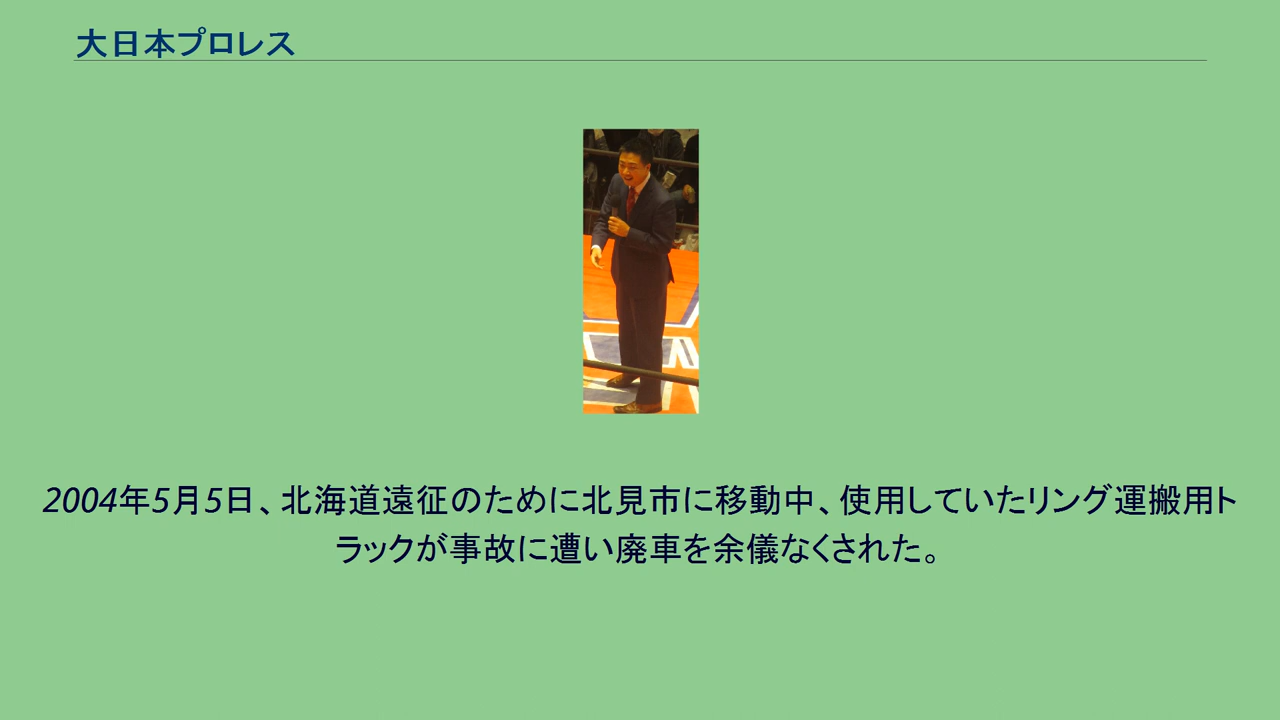 大日本プロレス
2004年5月5日、北海道遠征のために北見市に移動中、使用していたリング運搬用ト
ラックが事故に遭い廃車を余儀なくされた。